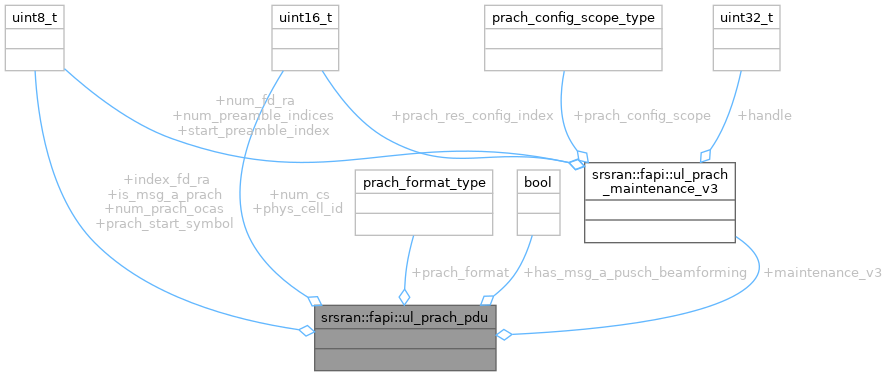 uint8_t
uint16_t
prach_config_scope_type
uint32_t
+num_fd_ra
+num_preamble_indices
+start_preamble_index
+prach_res_config_index
+prach_config_scope
+handle
srsran::fapi::ul_prach
_maintenance_v3
+index_fd_ra
+is_msg_a_prach
+num_prach_ocas
+prach_start_symbol
+num_cs
+phys_cell_id
prach_format_type
bool
+prach_format
+has_msg_a_pusch_beamforming
+maintenance_v3
srsran::fapi::ul_prach_pdu